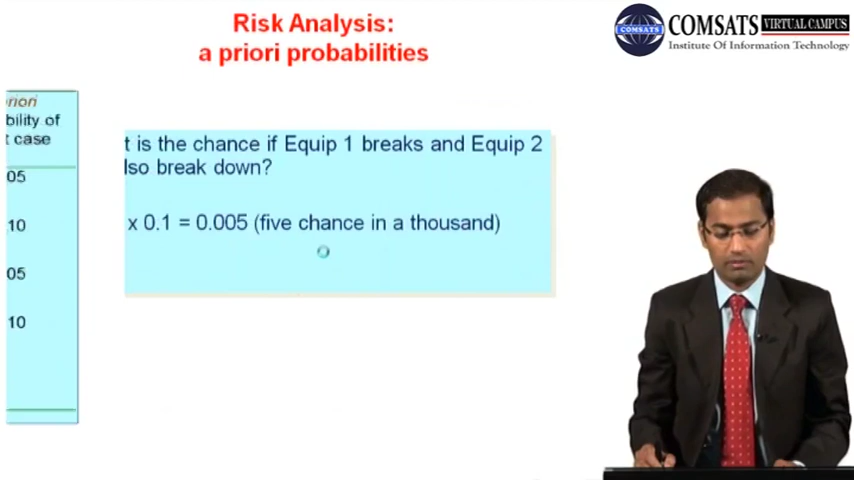 Risk Analysis:
a priori probabilities
COMSATS
COMSATS VIRTUAL CAMPUS
Institute Of Information Technology
riori
bility of
t case
05
10
05
10
t is the chance if Equip 1 breaks and Equip 2
lso break down?
x 0.1 = 0.005 (five chance in a thousand)